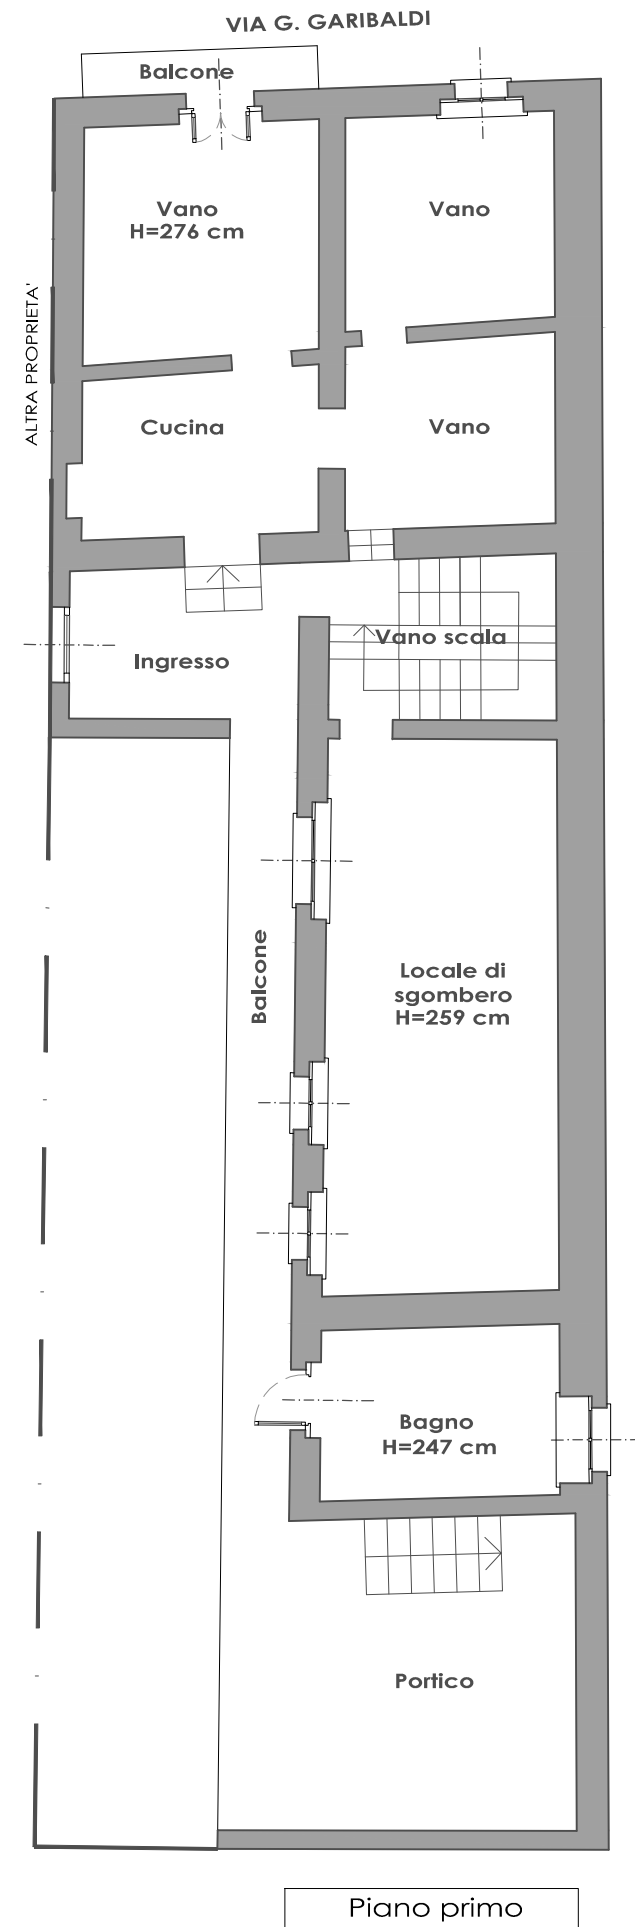 VIA G. GARIBALDI
Balcone
Vano
H=276 cm
Vano
ALTRA PROPRIETA'
Cucina
Vano
Vano scala
Ingresso
Balcone
Locale di
sgombero
H=259 cm
Bagno
H=247 cm
Portico
Piano primo